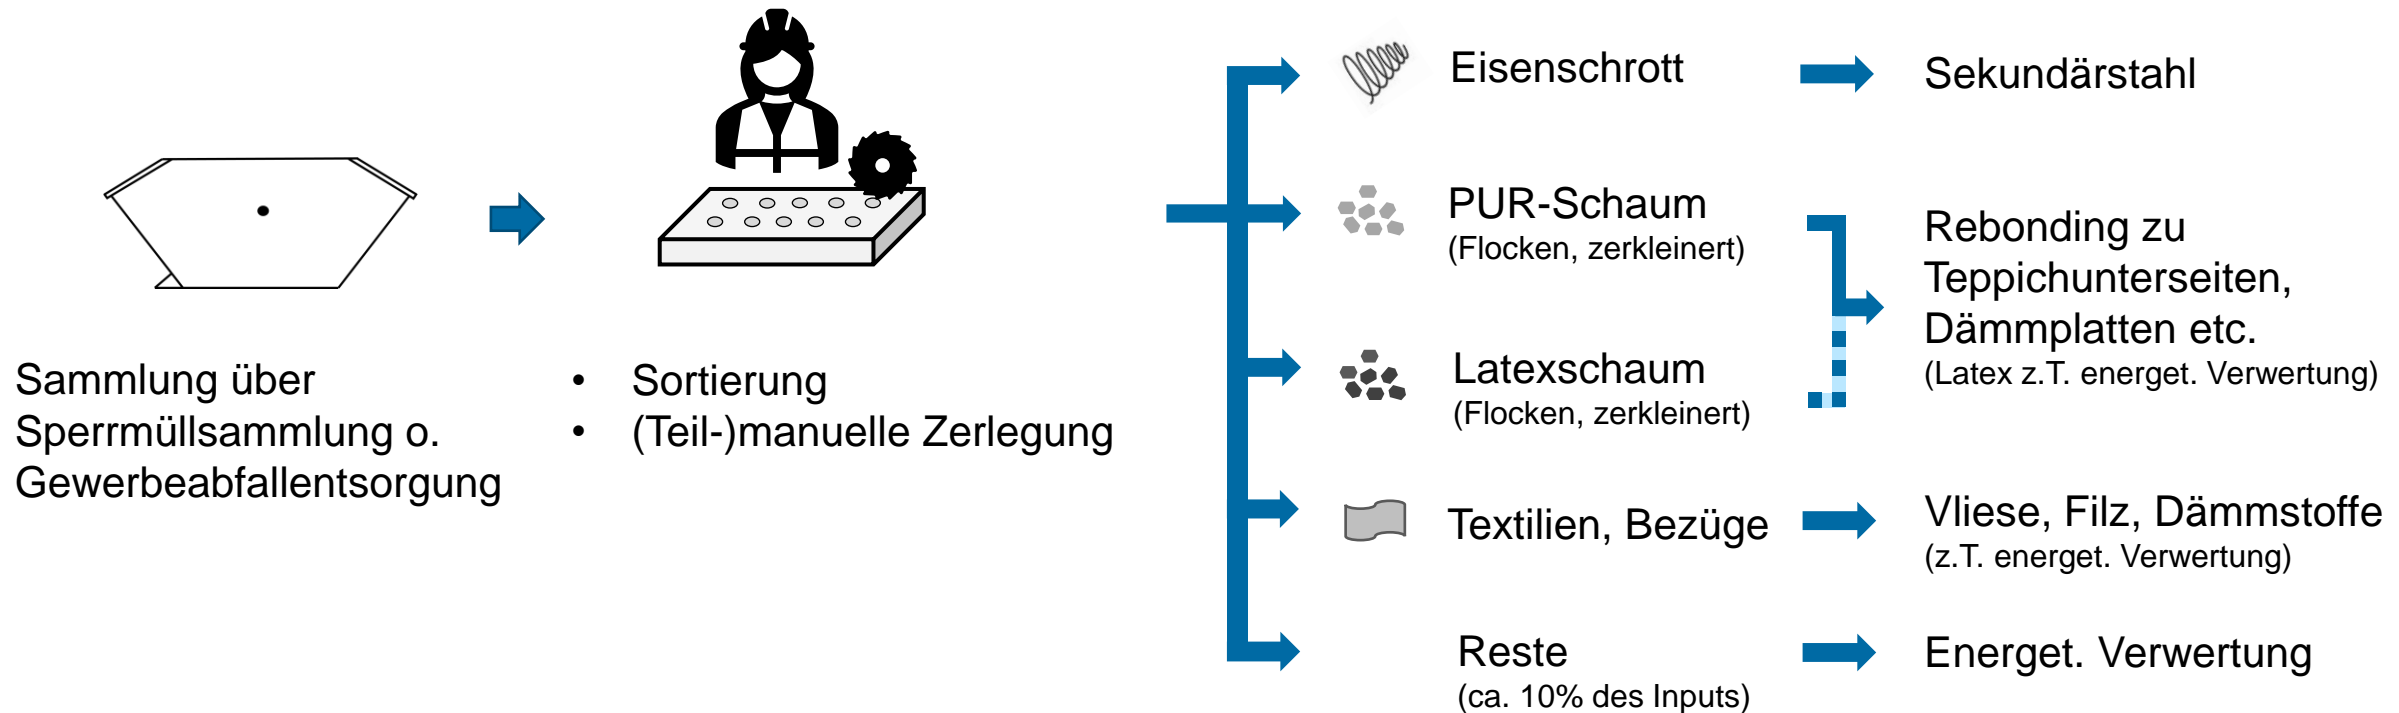 Sammlung über
Sperrmüllsammlung o.
Gewerbeabfallentsorgung
• Sortierung
• (Teil-)manuelle Zerlegung
Eisenschrott
Sekundärstahl
PUR-Schaum
(Flocken, zerkleinert)
Latexschaum
(Flocken, zerkleinert)
Rebonding zu
Teppichunterseiten,
Dämmplatten etc.
(Latex z.T. energet. Verwertung)
Textilien, Bezüge
Vliese, Filz, Dämmstoffe
(z.T. energet. Verwertung)
Reste
(ca. 10% des Inputs)
Energet. Verwertung